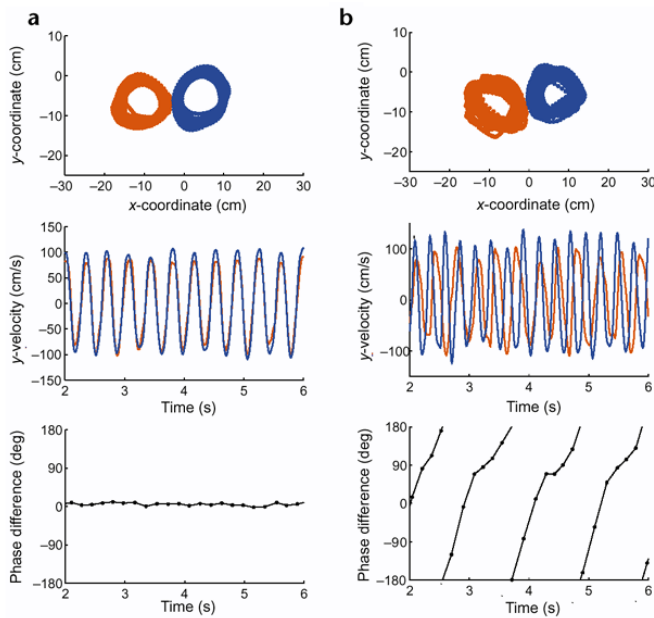 a
y-coordinate (cm)
10
0
–10
–20
–30 –20 –10 0 10 20 30
x-coordinate (cm)
y-velocity (cm/s)
150
100
50
0
–50
–100
–150
2 3 4 5 6
Time (s)
Phase difference (deg)
180
90
0
–90
–180
2 3 4 5 6
Time (s)
b
y-coordinate (cm)
10
0
–10
–20
–30 –20 –10 0 10 20 30
x-coordinate (cm)
y-velocity (cm/s)
100
0
–100
2 3 4 5 6
Time (s)
Phase difference (deg)
180
90
0
–90
–180
2 3 4 5 6
Time (s)